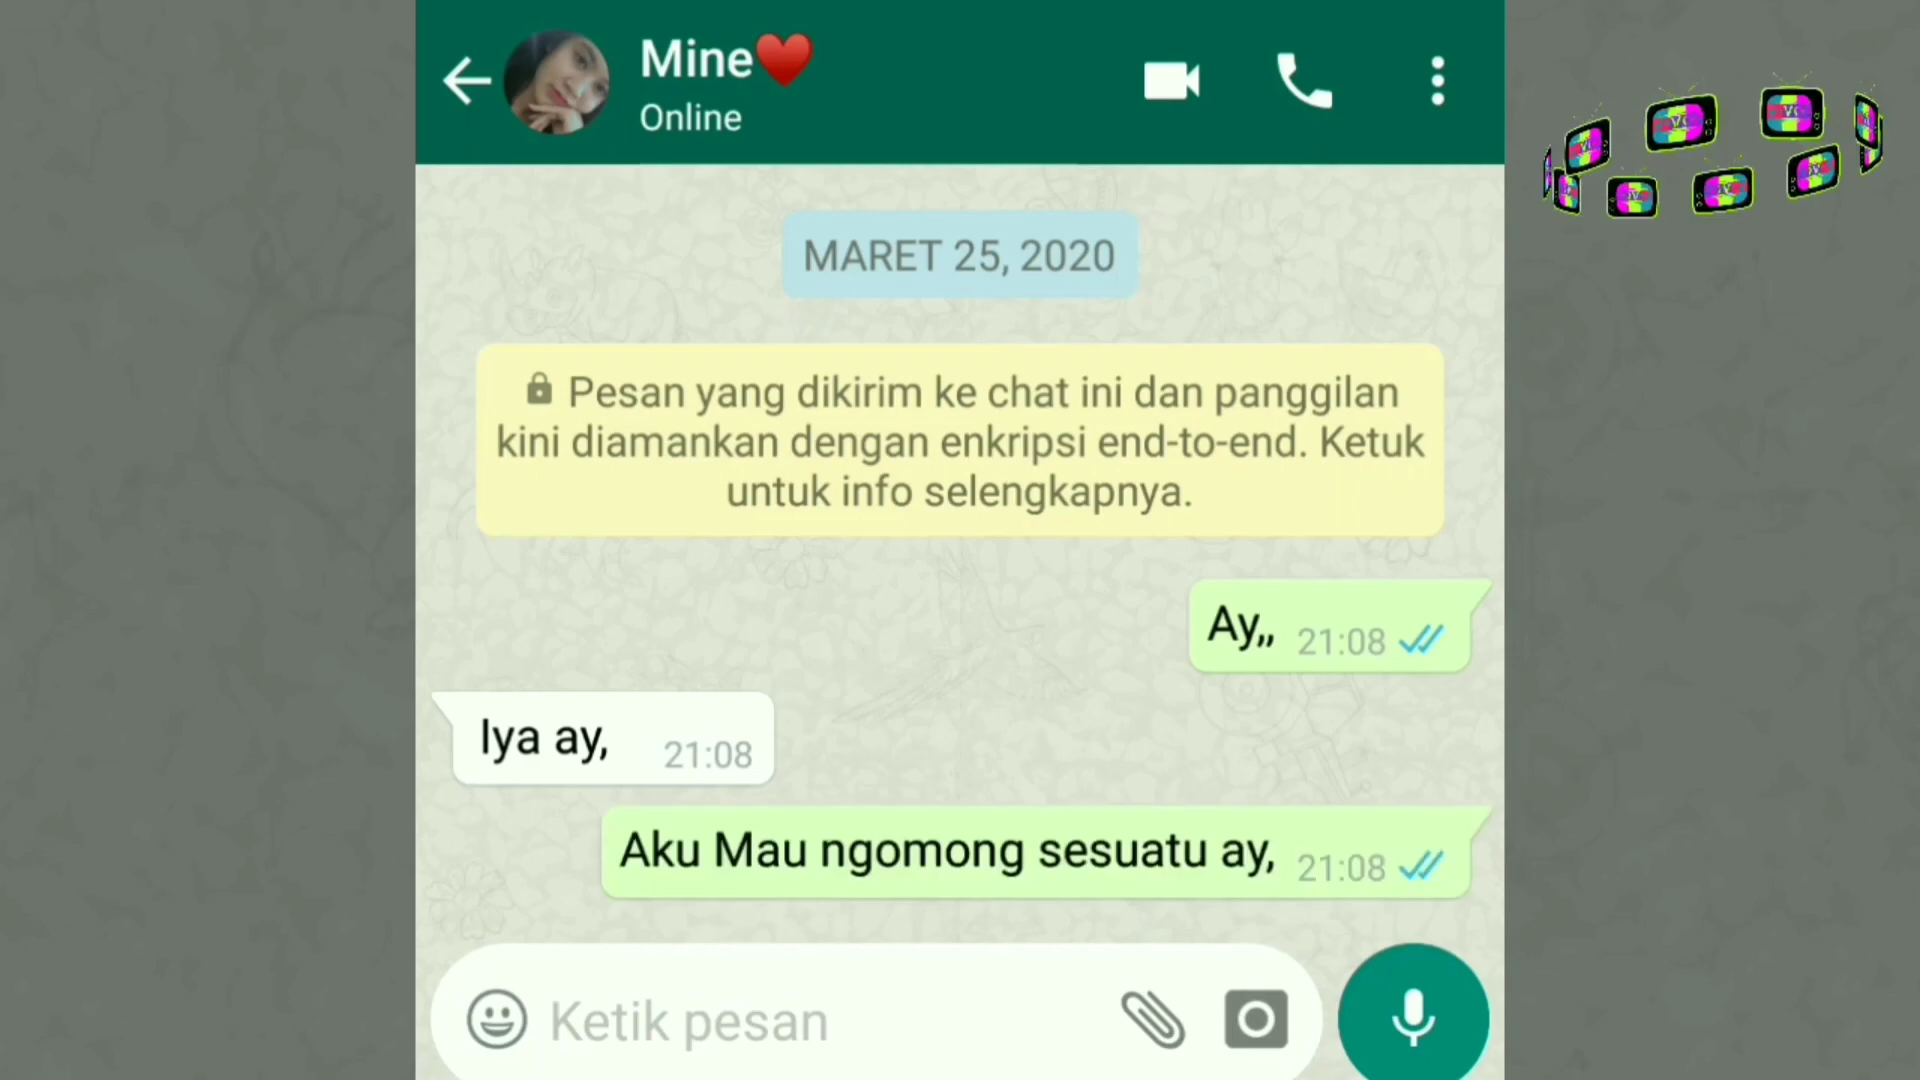 Mine❤️
Online
MARET 25, 2020
Pesan yang dikirim ke chat ini dan panggilan
kini diamankan dengan enkripsi end-to-end. Ketuk
untuk info selengkapnya.
Ay,, 21:08
Iya ay, 21:08
Aku Mau ngomong sesuatu ay, 21:08
Ketik pesan